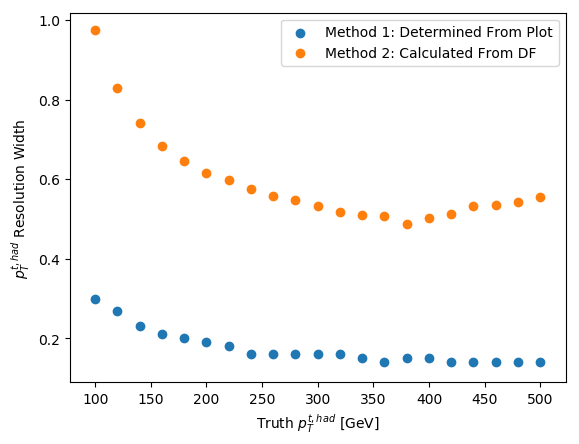 Method 1: Determined From Plot
Method 2: Calculated From DF
1.0
0.8
0.6
0.4
0.2
p_T^{t,had} Resolution Width
100 150 200 250 300 350 400 450 500
Truth p_T^{t,had} [GeV]